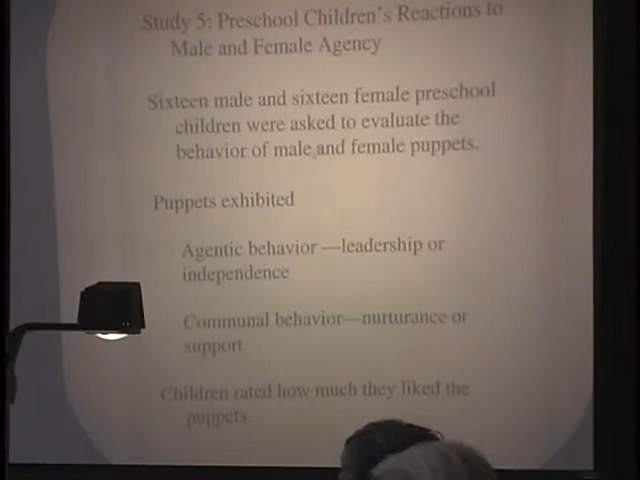 Study 5: Preschool Children's Reactions to
Male and Female Agency
Sixteen male and sixteen female preschool
children were asked to evaluate the
behavior of male and female puppets.
Puppets exhibited
Agentic behavior —leadership or
independence
Communal behavior—nurturance or
support
Children rated how much they liked the
puppets